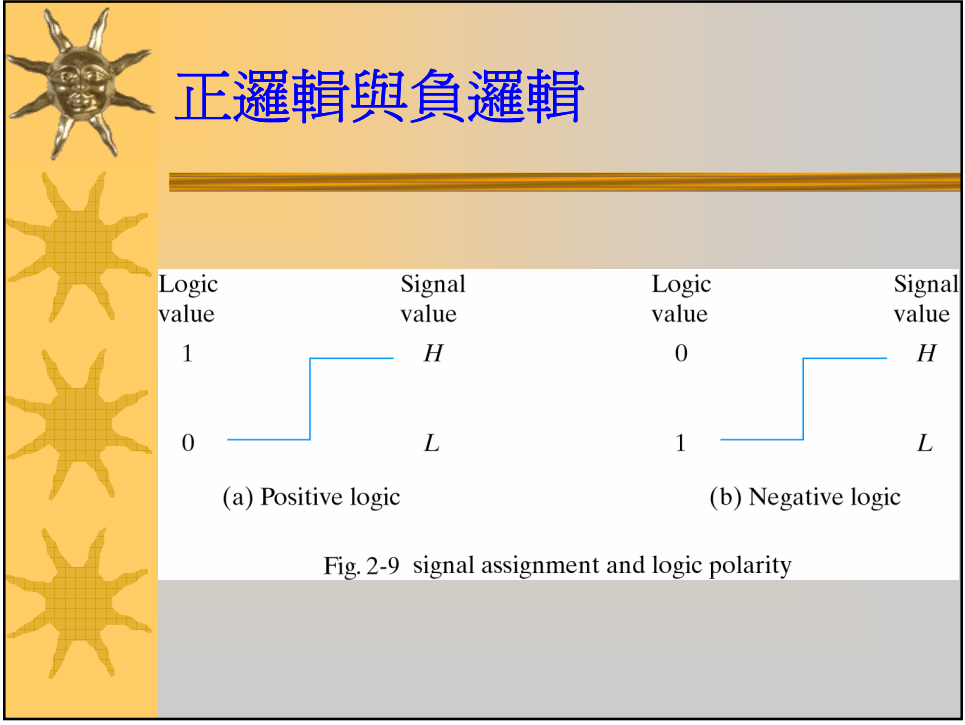 正邏輯與負邏輯
Logic value
Signal value
1
H
0
L
(a) Positive logic
Logic value
Signal value
0
H
1
L
(b) Negative logic
Fig. 2-9 signal assignment and logic polarity